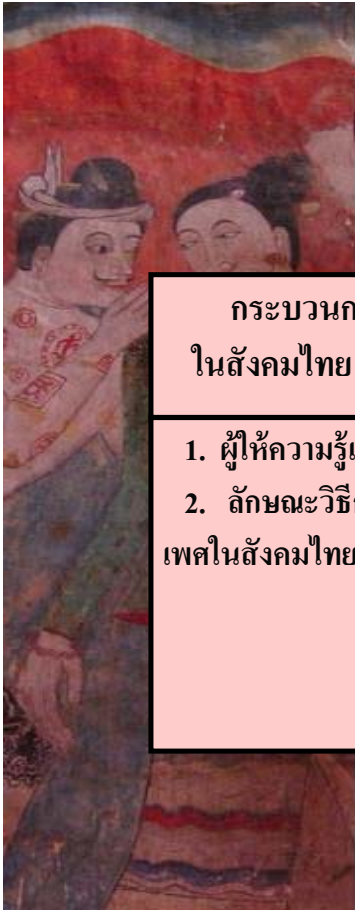 กระบวนก
ในสังคมไทย
1. ผู้ให้ความรู้เ
2. ลักษณะวิธี
เพศในสังคมไทย